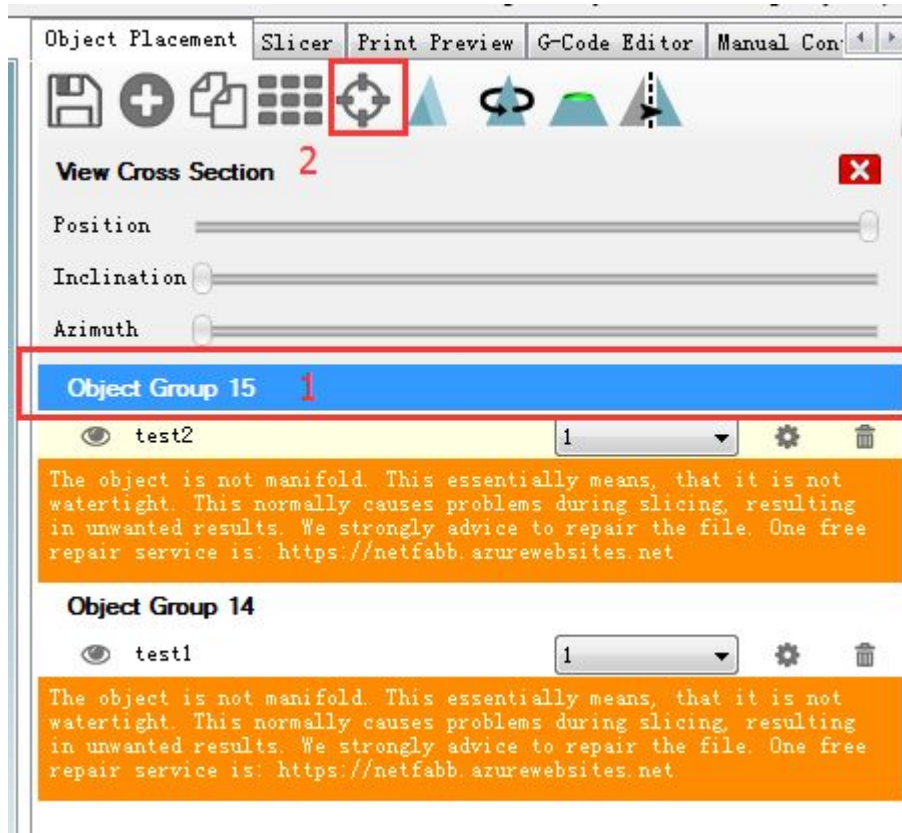 Object Placement Slicer Print Preview G-Code Editor Manual Con
View Cross Section 2
Position
Inclination
Azimuth
Object Group 15 1
test2 1
The object is not manifold. This essentially means, that it is not
watertight. This normally causes problems during slicing, resulting
in unwanted results. We strongly advice to repair the file. One free
repair service is: https://netfabb.azurewebsites.net
Object Group 14
test1 1
The object is not manifold. This essentially means, that it is not
watertight. This normally causes problems during slicing, resulting
in unwanted results. We strongly advice to repair the file. One free
repair service is: https://netfabb.azurewebsites.net